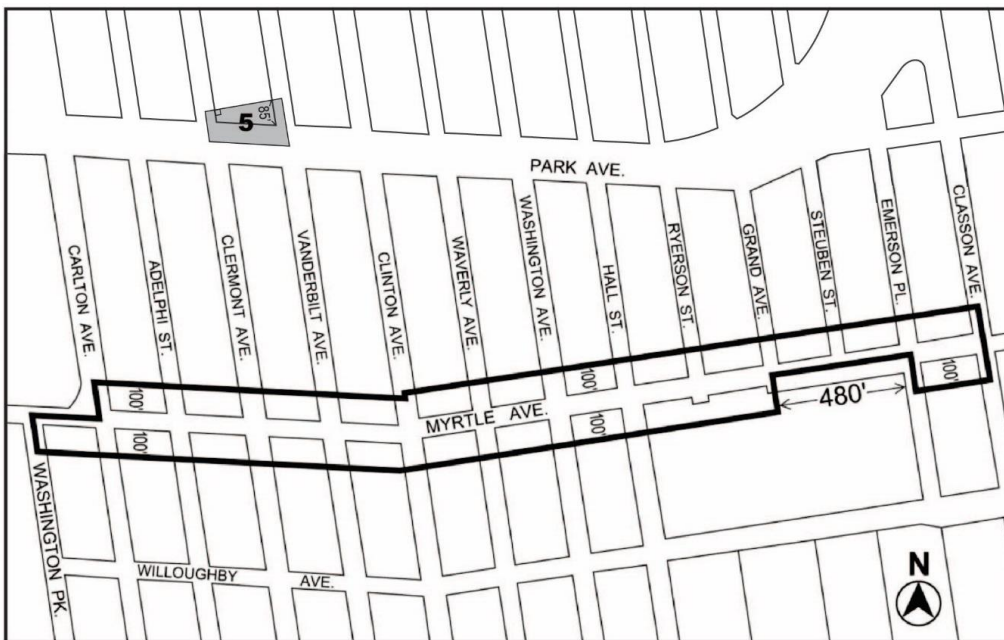 85'
5
PARK AVE.
CARLTON AVE.
ADELPHI ST.
CLERMONT AVE.
VANDERBILT AVE.
CLINTON AVE.
WAVERLY AVE.
WASHINGTON AVE.
HALL ST.
RYERSON ST.
GRAND AVE.
STEUBEN ST.
EMERSON PL.
CLASSON AVE.
100'
100'
100'
480'
MYRTLE AVE.
100'
100'
WASHINGTON PK.
WILLOUGHBY AVE.
N